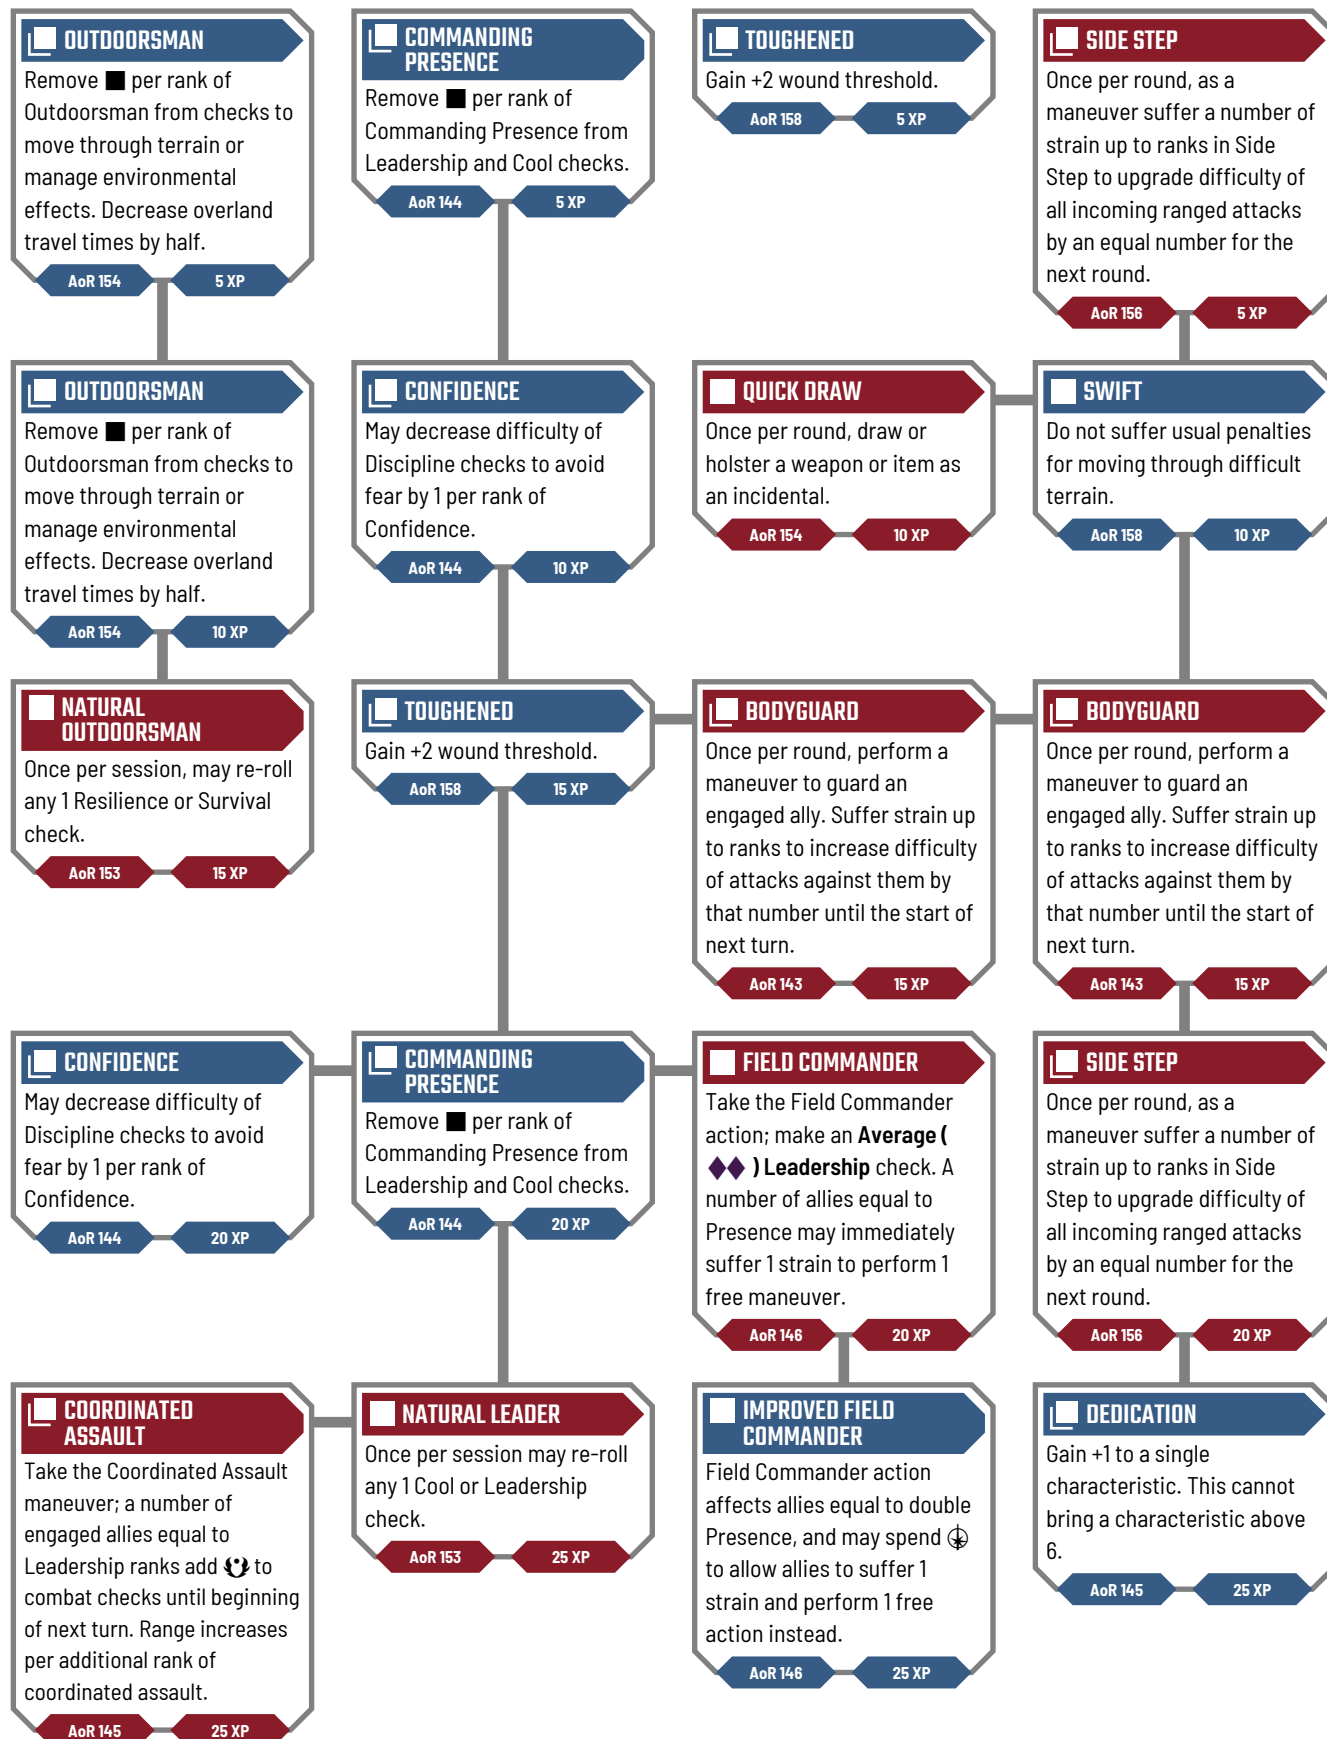 OUTDOORSMAN
Remove ■ per rank of
Outdoorsman from checks to
move through terrain or
manage environmental
effects. Decrease overland
travel times by half.
AoR 154 5 XP
COMMANDING
PRESENCE
Remove ■ per rank of
Commanding Presence from
Leadership and Cool checks.
AoR 144 5 XP
TOUGHENED
Gain +2 wound threshold.
AoR 158 5 XP
SIDE STEP
Once per round, as a
maneuver suffer a number of
strain up to ranks in Side
Step to upgrade difficulty of
all incoming ranged attacks
by an equal number for the
next round.
AoR 156 5 XP
OUTDOORSMAN
Remove ■ per rank of
Outdoorsman from checks to
move through terrain or
manage environmental
effects. Decrease overland
travel times by half.
AoR 154 10 XP
CONFIDENCE
May decrease difficulty of
Discipline checks to avoid
fear by 1 per rank of
Confidence.
AoR 144 10 XP
QUICK DRAW
Once per round, draw or
holster a weapon or item as
an incidental.
AoR 154 10 XP
SWIFT
Do not suffer usual penalties
for moving through difficult
terrain.
AoR 158 10 XP
NATURAL
OUTDOORSMAN
Once per session, may re-roll
any 1 Resilience or Survival
check.
AoR 153 15 XP
TOUGHENED
Gain +2 wound threshold.
AoR 158 15 XP
BODYGUARD
Once per round, perform a
maneuver to guard an
engaged ally. Suffer strain up
to ranks to increase difficulty
of attacks against them by
that number until the start of
next turn.
AoR 143 15 XP
BODYGUARD
Once per round, perform a
maneuver to guard an
engaged ally. Suffer strain up
to ranks to increase difficulty
of attacks against them by
that number until the start of
next turn.
AoR 143 15 XP
CONFIDENCE
May decrease difficulty of
Discipline checks to avoid
fear by 1 per rank of
Confidence.
AoR 144 20 XP
COMMANDING
PRESENCE
Remove ■ per rank of
Commanding Presence from
Leadership and Cool checks.
AoR 144 20 XP
FIELD COMMANDER
Take the Field Commander
action; make an Average (
◆◆ ) Leadership check. A
number of allies equal to
Presence may immediately
suffer 1 strain to perform 1
free maneuver.
AoR 146 20 XP
SIDE STEP
Once per round, as a
maneuver suffer a number of
strain up to ranks in Side
Step to upgrade difficulty of
all incoming ranged attacks
by an equal number for the
next round.
AoR 156 20 XP
COORDINATED
ASSAULT
Take the Coordinated Assault
maneuver; a number of
engaged allies equal to
Leadership ranks add to
combat checks until beginning
of next turn. Range increases
per additional rank of
coordinated assault.
AoR 145 25 XP
NATURAL LEADER
Once per session may re-roll
any 1 Cool or Leadership
check.
AoR 153 25 XP
IMPROVED FIELD
COMMANDER
Field Commander action
affects allies equal to double
Presence, and may spend
to allow allies to suffer 1
strain and perform 1 free
action instead.
AoR 146 25 XP
DEDICATION
Gain +1 to a single
characteristic. This cannot
bring a characteristic above
6.
AoR 145 25 XP